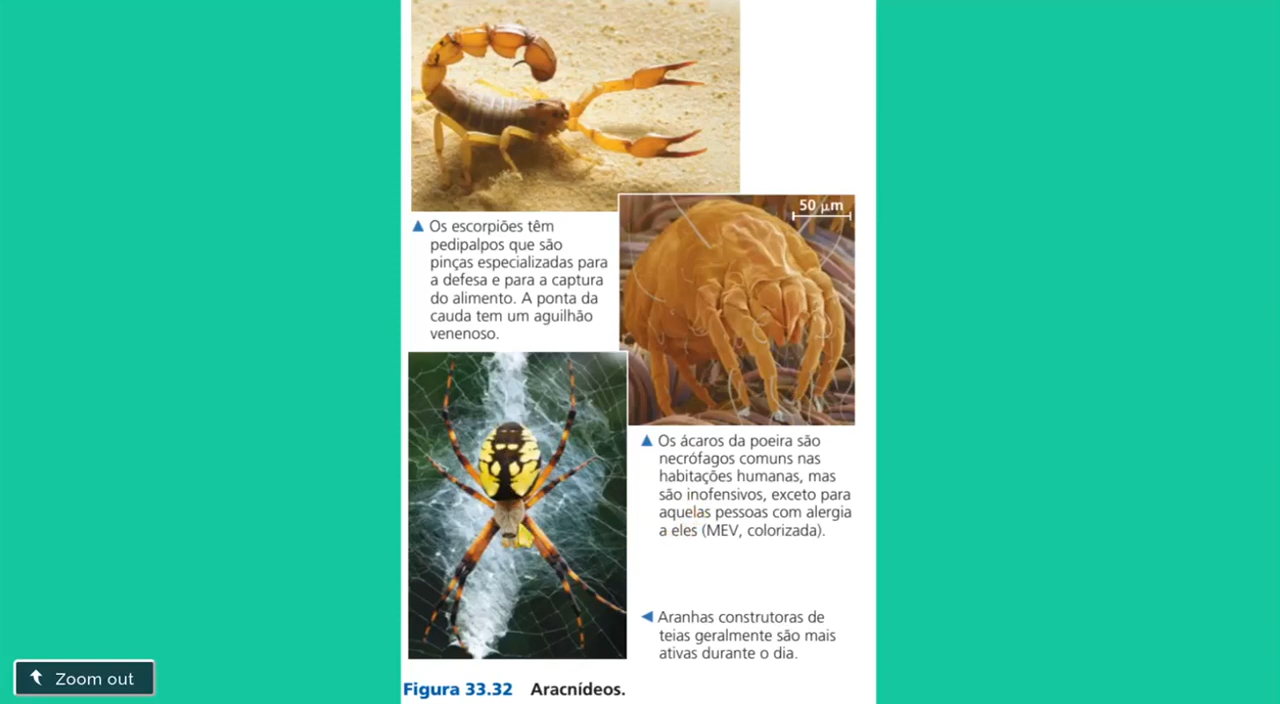 50 μm
▲ Os escorpiões têm
pedipalpos que são
pinças especializadas para
a defesa e para a captura
do alimento. A ponta da
cauda tem um aguilhão
venenoso.
▲ Os ácaros da poeira são
necrófagos comuns nas
habitações humanas, mas
são inofensivos, exceto para
aquelas pessoas com alergia
a eles (MEV, colorizada).
◀ Aranhas construtoras de
teias geralmente são mais
ativas durante o dia.
Zoom out
Figura 33.32 Aracnídeos.